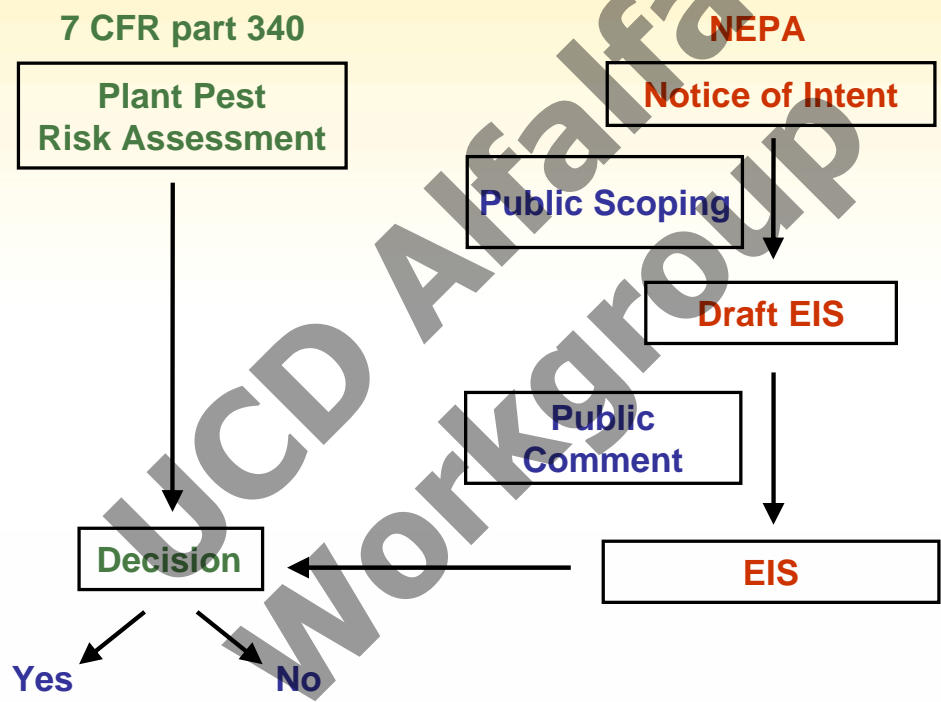 7 CFR part 340
Plant Pest
Risk Assessment
NEPA
Notice of Intent
Public Scoping
Draft EIS
Public
Comment
EIS
Decision
Yes
No
UCD Alfalfa
Workgroup